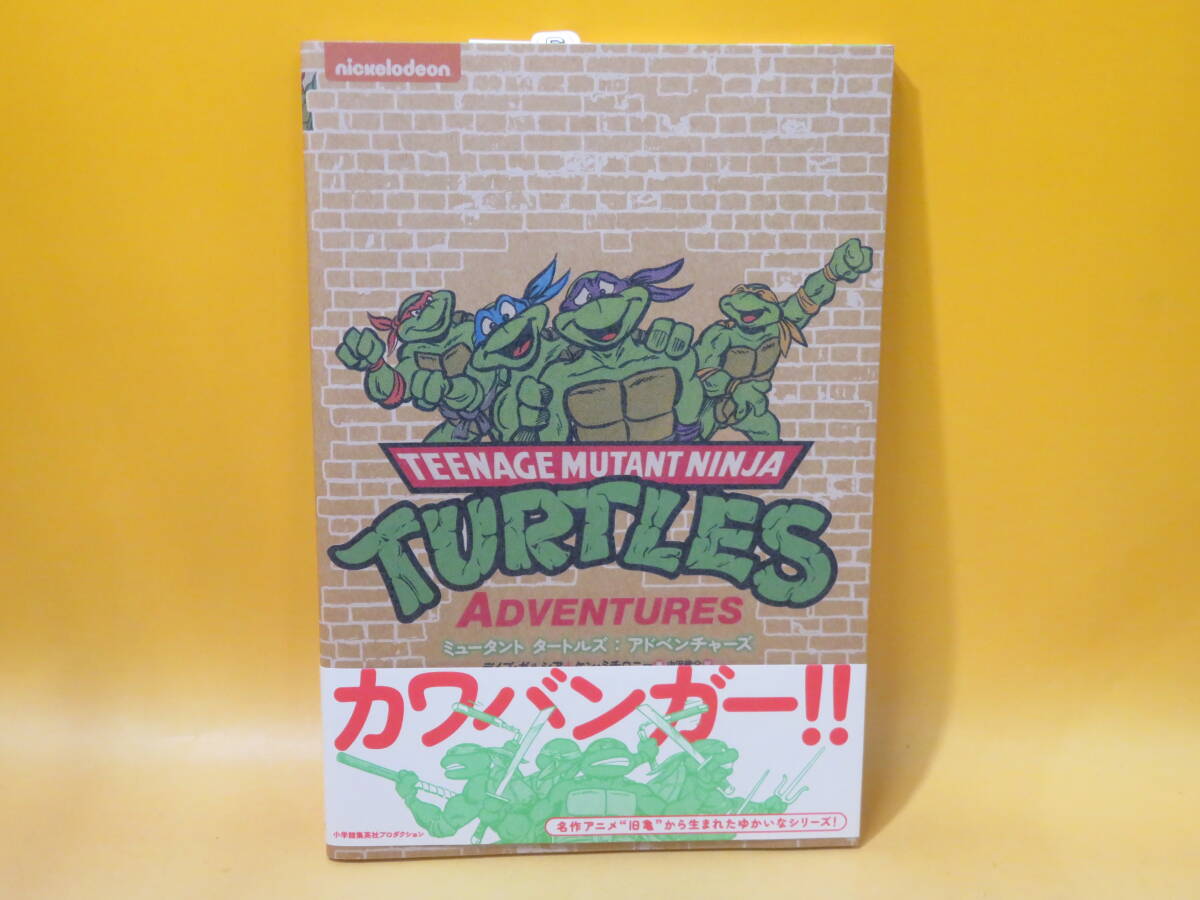 nickelodeon
TEENAGE MUTANT NINJA
TURTLES
ADVENTURES
ミュータント タートルズ：アドベンチャーズ
カワバンガー!!
名作アニメ“旧亀”から生まれたゆかいなシリーズ！
小学館集英社プロダクション